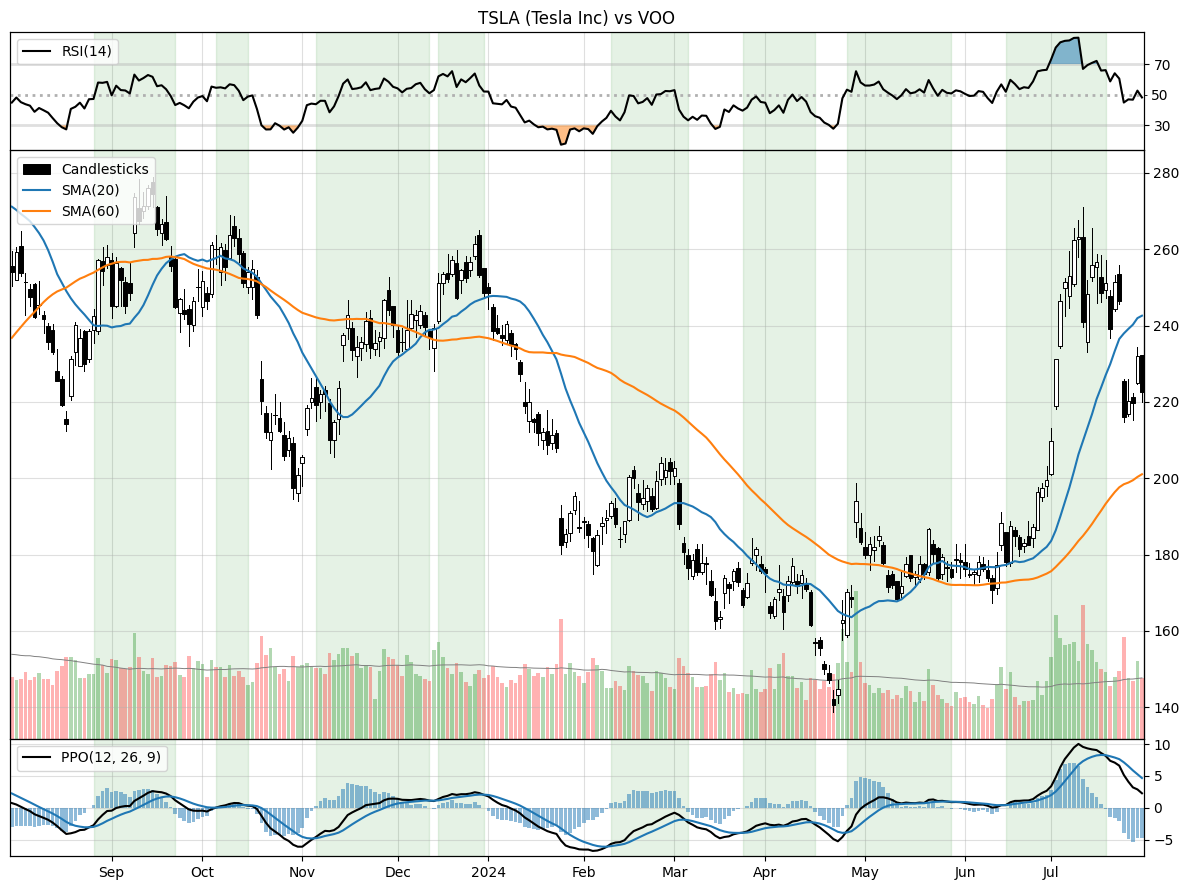 TSLA (Tesla Inc) vs VOO
RSI(14)
70
50
30
Candlesticks
SMA(20)
SMA(60)
280
260
240
220
200
180
160
140
PPO(12, 26, 9)
10
5
0
−5
Sep Oct Nov Dec 2024 Feb Mar Apr May Jun Jul